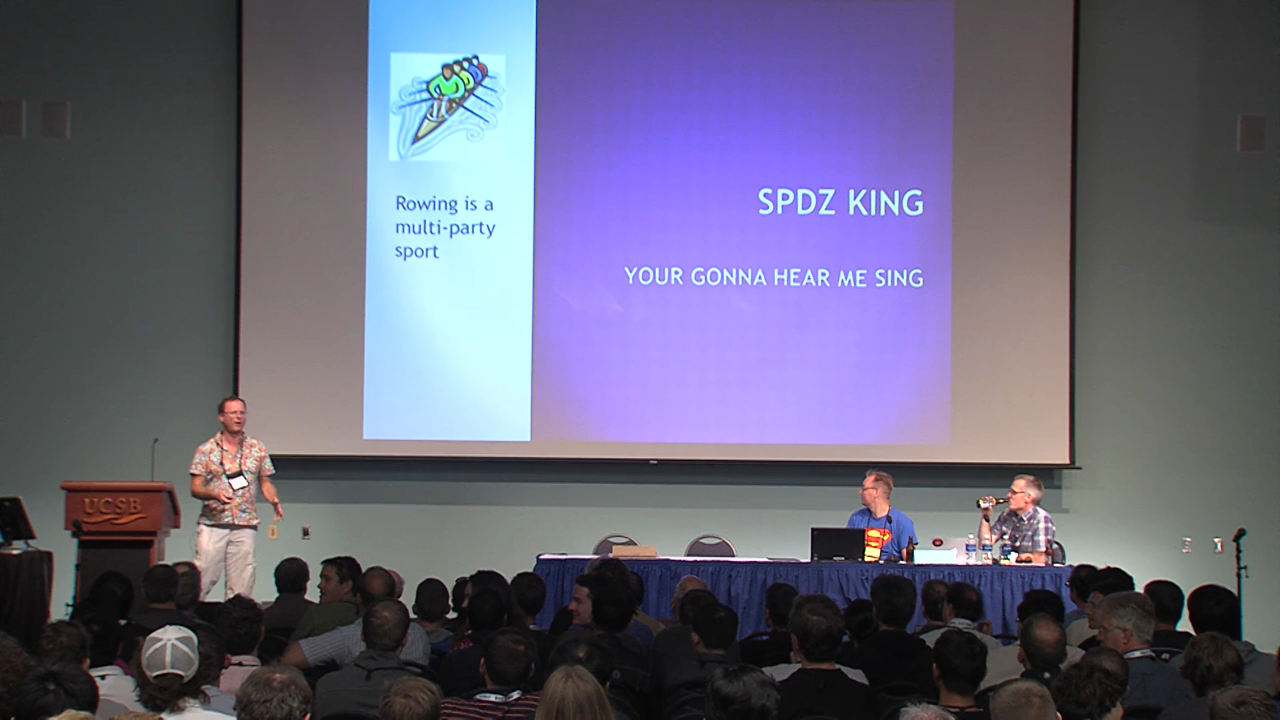 Rowing is a
multi-party
sport
SPDZ KING
YOUR GONNA HEAR ME SING
UCSB